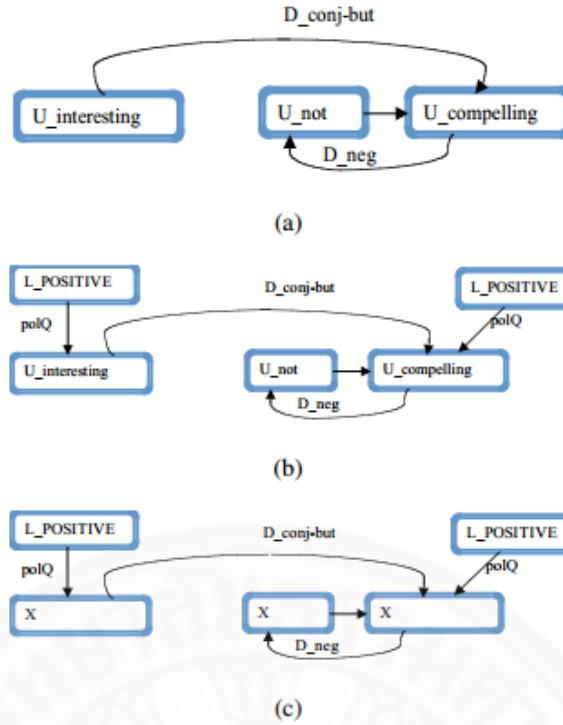 D_conj-but
U_interesting
U_not
U_compelling
D_neg
(a)
L_POSITIVE
L_POSITIVE
polQ
D_conj-but
polQ
U_interesting
U_not
U_compelling
D_neg
(b)
L_POSITIVE
L_POSITIVE
D_conj-but
polQ
polQ
X
X
X
D_neg
(c)